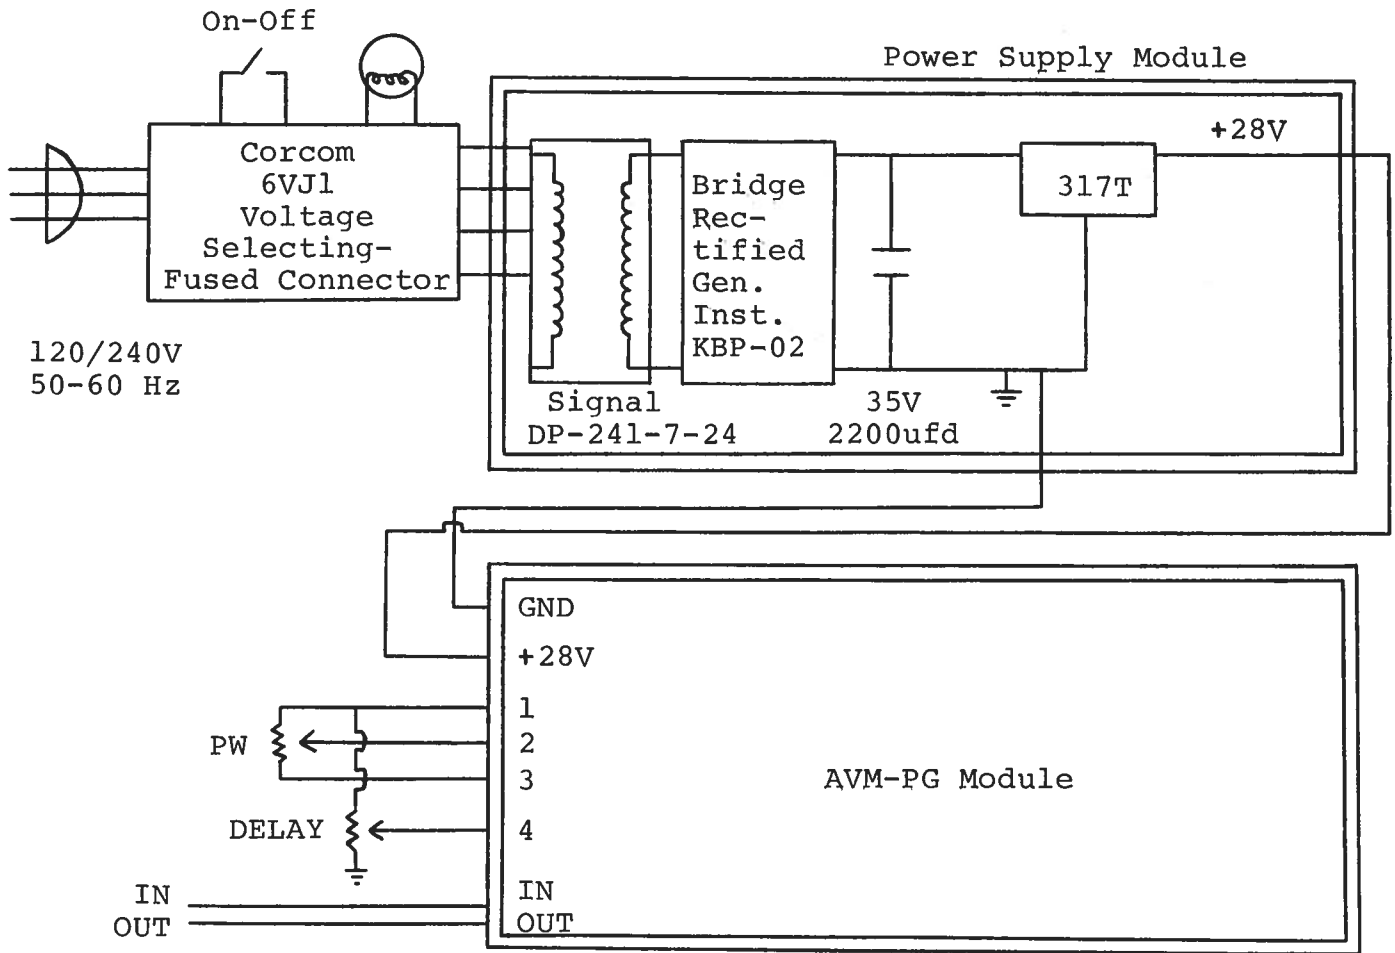 On-Off
Power Supply Module
+28V
Corcom
6VJ1
Voltage
Selecting-
Fused Connector
Bridge
Rec-
tified
Gen.
Inst.
KBP-02
317T
120/240V
50-60 Hz
Signal
DP-241-7-24
35V
2200ufd
GND
+28V
1
PW
2
3
AVM-PG Module
DELAY
4
IN
IN
OUT
OUT